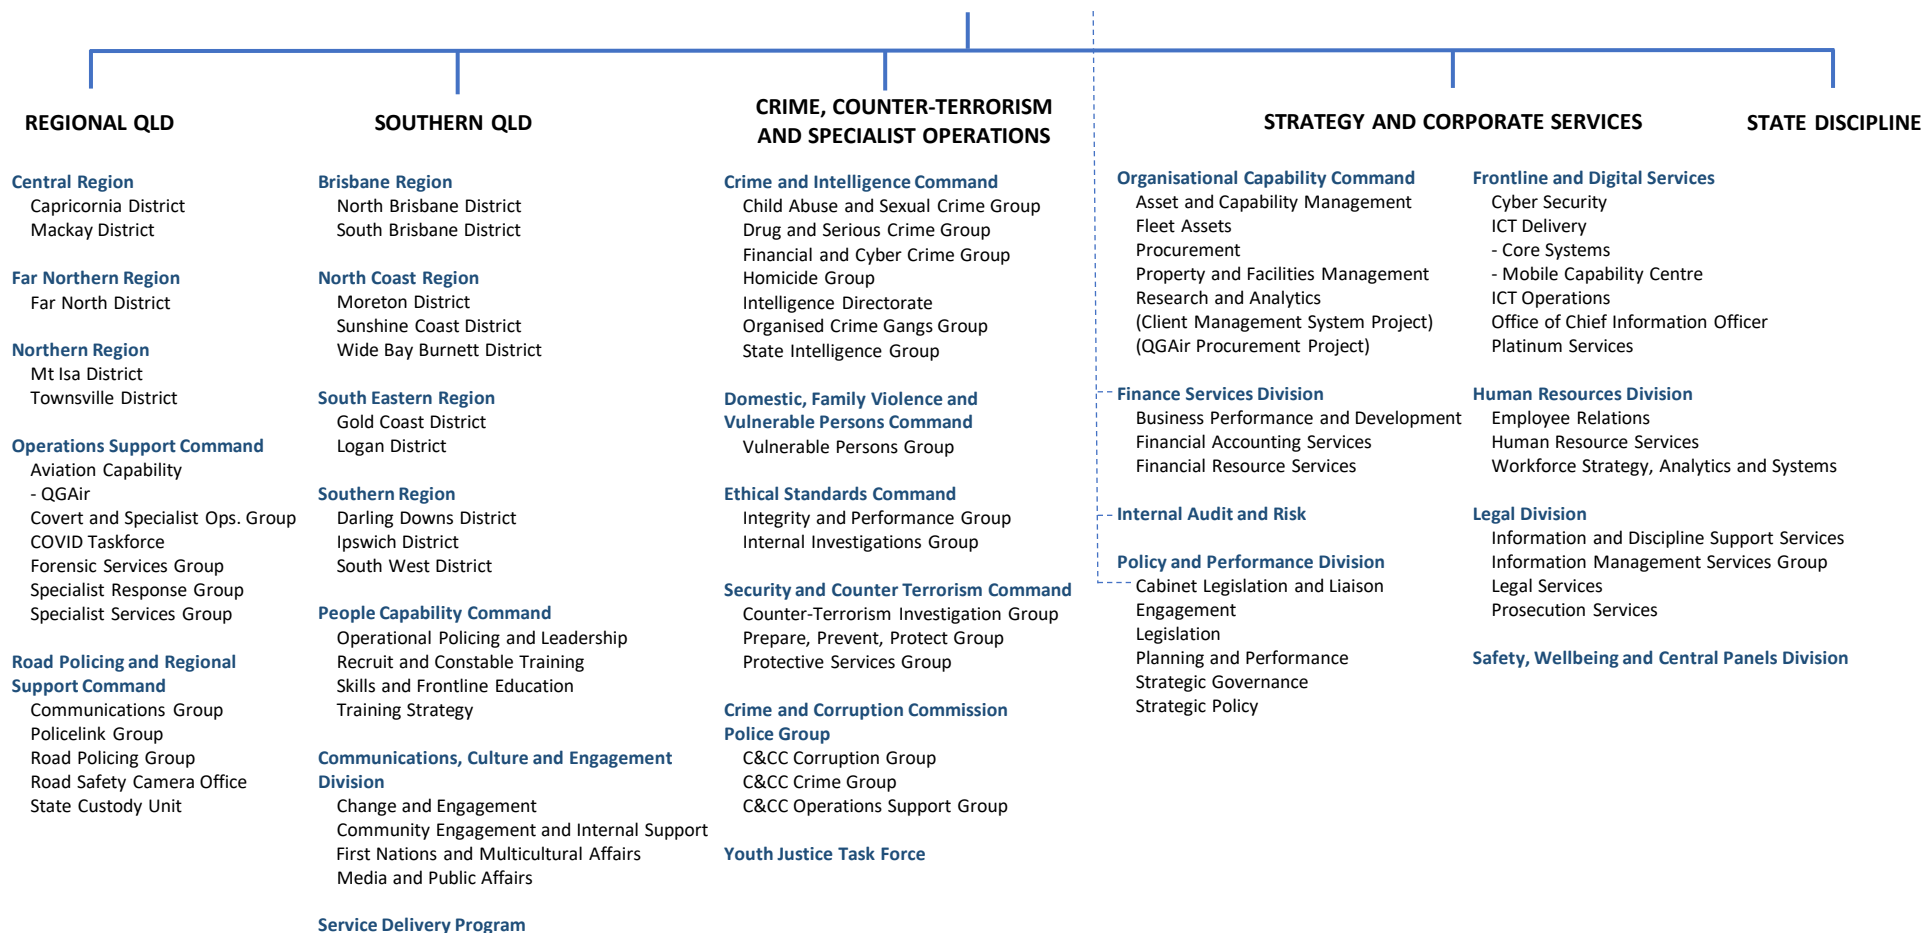 REGIONAL QLD
Central Region
Capricornia District
Mackay District
Far Northern Region
Far North District
Northern Region
Mt Isa District
Townsville District
Operations Support Command
Aviation Capability
- QGAir
Covert and Specialist Ops. Group
COVID Taskforce
Forensic Services Group
Specialist Response Group
Specialist Services Group
Road Policing and Regional
Support Command
Communications Group
Policelink Group
Road Policing Group
Road Safety Camera Office
State Custody Unit
SOUTHERN QLD
Brisbane Region
North Brisbane District
South Brisbane District
North Coast Region
Moreton District
Sunshine Coast District
Wide Bay Burnett District
South Eastern Region
Gold Coast District
Logan District
Southern Region
Darling Downs District
Ipswich District
South West District
People Capability Command
Operational Policing and Leadership
Recruit and Constable Training
Skills and Frontline Education
Training Strategy
Communications, Culture and Engagement
Division
Change and Engagement
Community Engagement and Internal Support
First Nations and Multicultural Affairs
Media and Public Affairs
Service Delivery Program
CRIME, COUNTER-TERRORISM
AND SPECIALIST OPERATIONS
Crime and Intelligence Command
Child Abuse and Sexual Crime Group
Drug and Serious Crime Group
Financial and Cyber Crime Group
Homicide Group
Intelligence Directorate
Organised Crime Gangs Group
State Intelligence Group
Domestic, Family Violence and
Vulnerable Persons Command
Vulnerable Persons Group
Ethical Standards Command
Integrity and Performance Group
Internal Investigations Group
Security and Counter Terrorism Command
Counter-Terrorism Investigation Group
Prepare, Prevent, Protect Group
Protective Services Group
Crime and Corruption Commission
Police Group
C&CC Corruption Group
C&CC Crime Group
C&CC Operations Support Group
Youth Justice Task Force
STRATEGY AND CORPORATE SERVICES
Organisational Capability Command
Asset and Capability Management
Fleet Assets
Procurement
Property and Facilities Management
Research and Analytics
(Client Management System Project)
(QGAir Procurement Project)
Finance Services Division
Business Performance and Development
Financial Accounting Services
Financial Resource Services
Internal Audit and Risk
Policy and Performance Division
Cabinet Legislation and Liaison
Engagement
Legislation
Planning and Performance
Strategic Governance
Strategic Policy
Frontline and Digital Services
Cyber Security
ICT Delivery
- Core Systems
- Mobile Capability Centre
ICT Operations
Office of Chief Information Officer
Platinum Services
Human Resources Division
Employee Relations
Human Resource Services
Workforce Strategy, Analytics and Systems
Legal Division
Information and Discipline Support Services
Information Management Services Group
Legal Services
Prosecution Services
Safety, Wellbeing and Central Panels Division
STATE DISCIPLINE